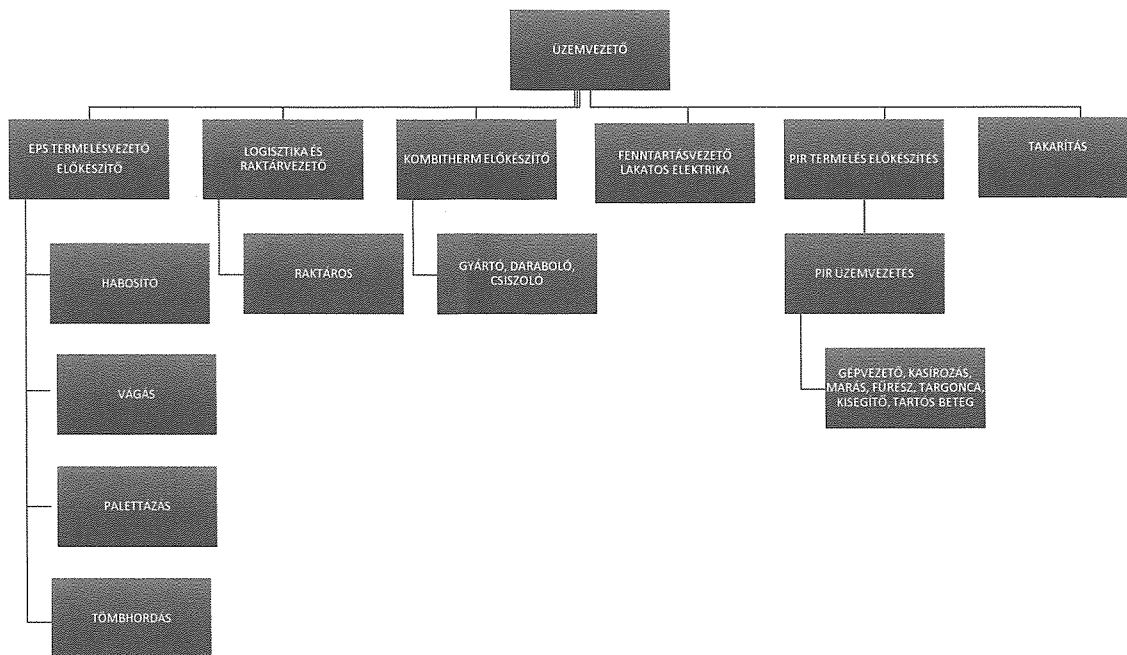 ÜZEMVEZETŐ
EPS TERMELÉSVEZETŐ
ELŐKÉSZÍTŐ
LOGISZTIKA ÉS
RAKTÁRVEZETŐ
KOMBITHERM ELŐKÉSZÍTŐ
FENNTARTÁSVEZETŐ
LAKATOS ELEKTRIKA
PIR TERMELÉS ELŐKÉSZÍTÉS
TAKARÍTÁS
HABOSÍTÓ
RAKTÁROS
GYÁRTÓ, DARABOLÓ,
CSISZOLÓ
PIR ÜZEMVEZETÉS
VÁGÁS
GÉPVEZETŐ, KASÍROZÁS,
MARÁS, FŰRÉSZ, TARGONCA,
KISEGÍTŐ, TARTÓS BETEG
PALETTÁZÁS
TÖMBHORDÁS